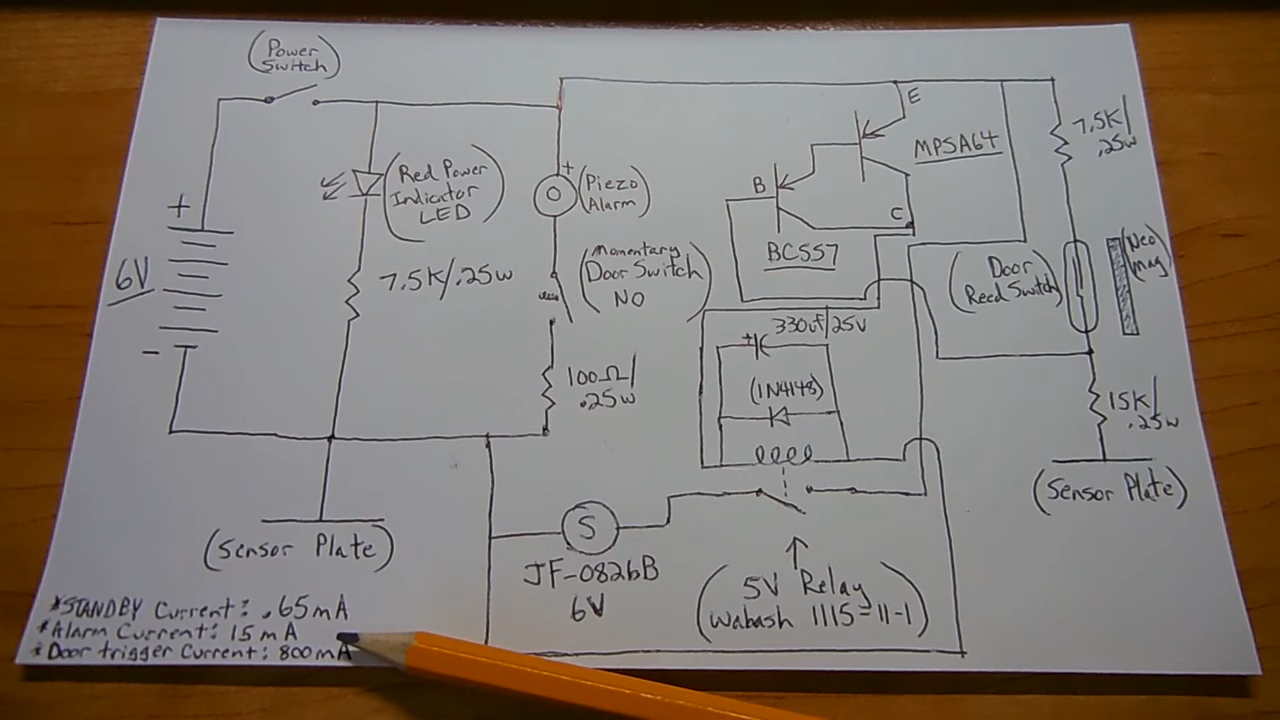 (Power
Switch)
+
6V
-
(Red Power
Indicator
LED)
7.5K/.25w
+
(Piezo
Alarm)
(Momentary
Door Switch
NO)
100Ω/
.25w
E
MPSA64
B
C
BC557
7.5K/
.25w
(Door
Reed Switch)
(Neo
Mag)
330uf/25V
+
(1N4148)
15K/
.25w
(Sensor Plate)
(Sensor Plate)
S
JF-0826B
6V
(5V Relay
Wabash 1115=11-1)
*STANDBY Current: .65mA
*Alarm Current: 15mA
*Door trigger Current: 800mA